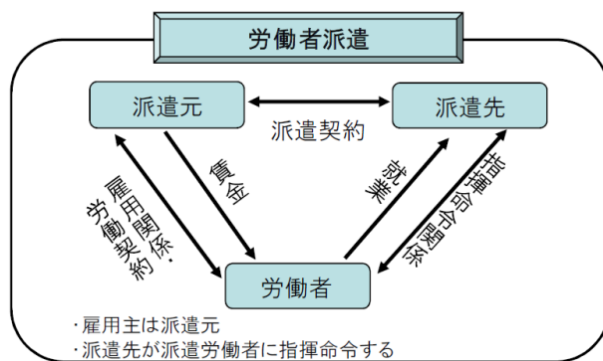 労働者派遣
派遣元
派遣先
派遣契約
賃金
就業
雇用関係・
労働契約
指揮命令関係
労働者
・雇用主は派遣元
・派遣先が派遣労働者に指揮命令する